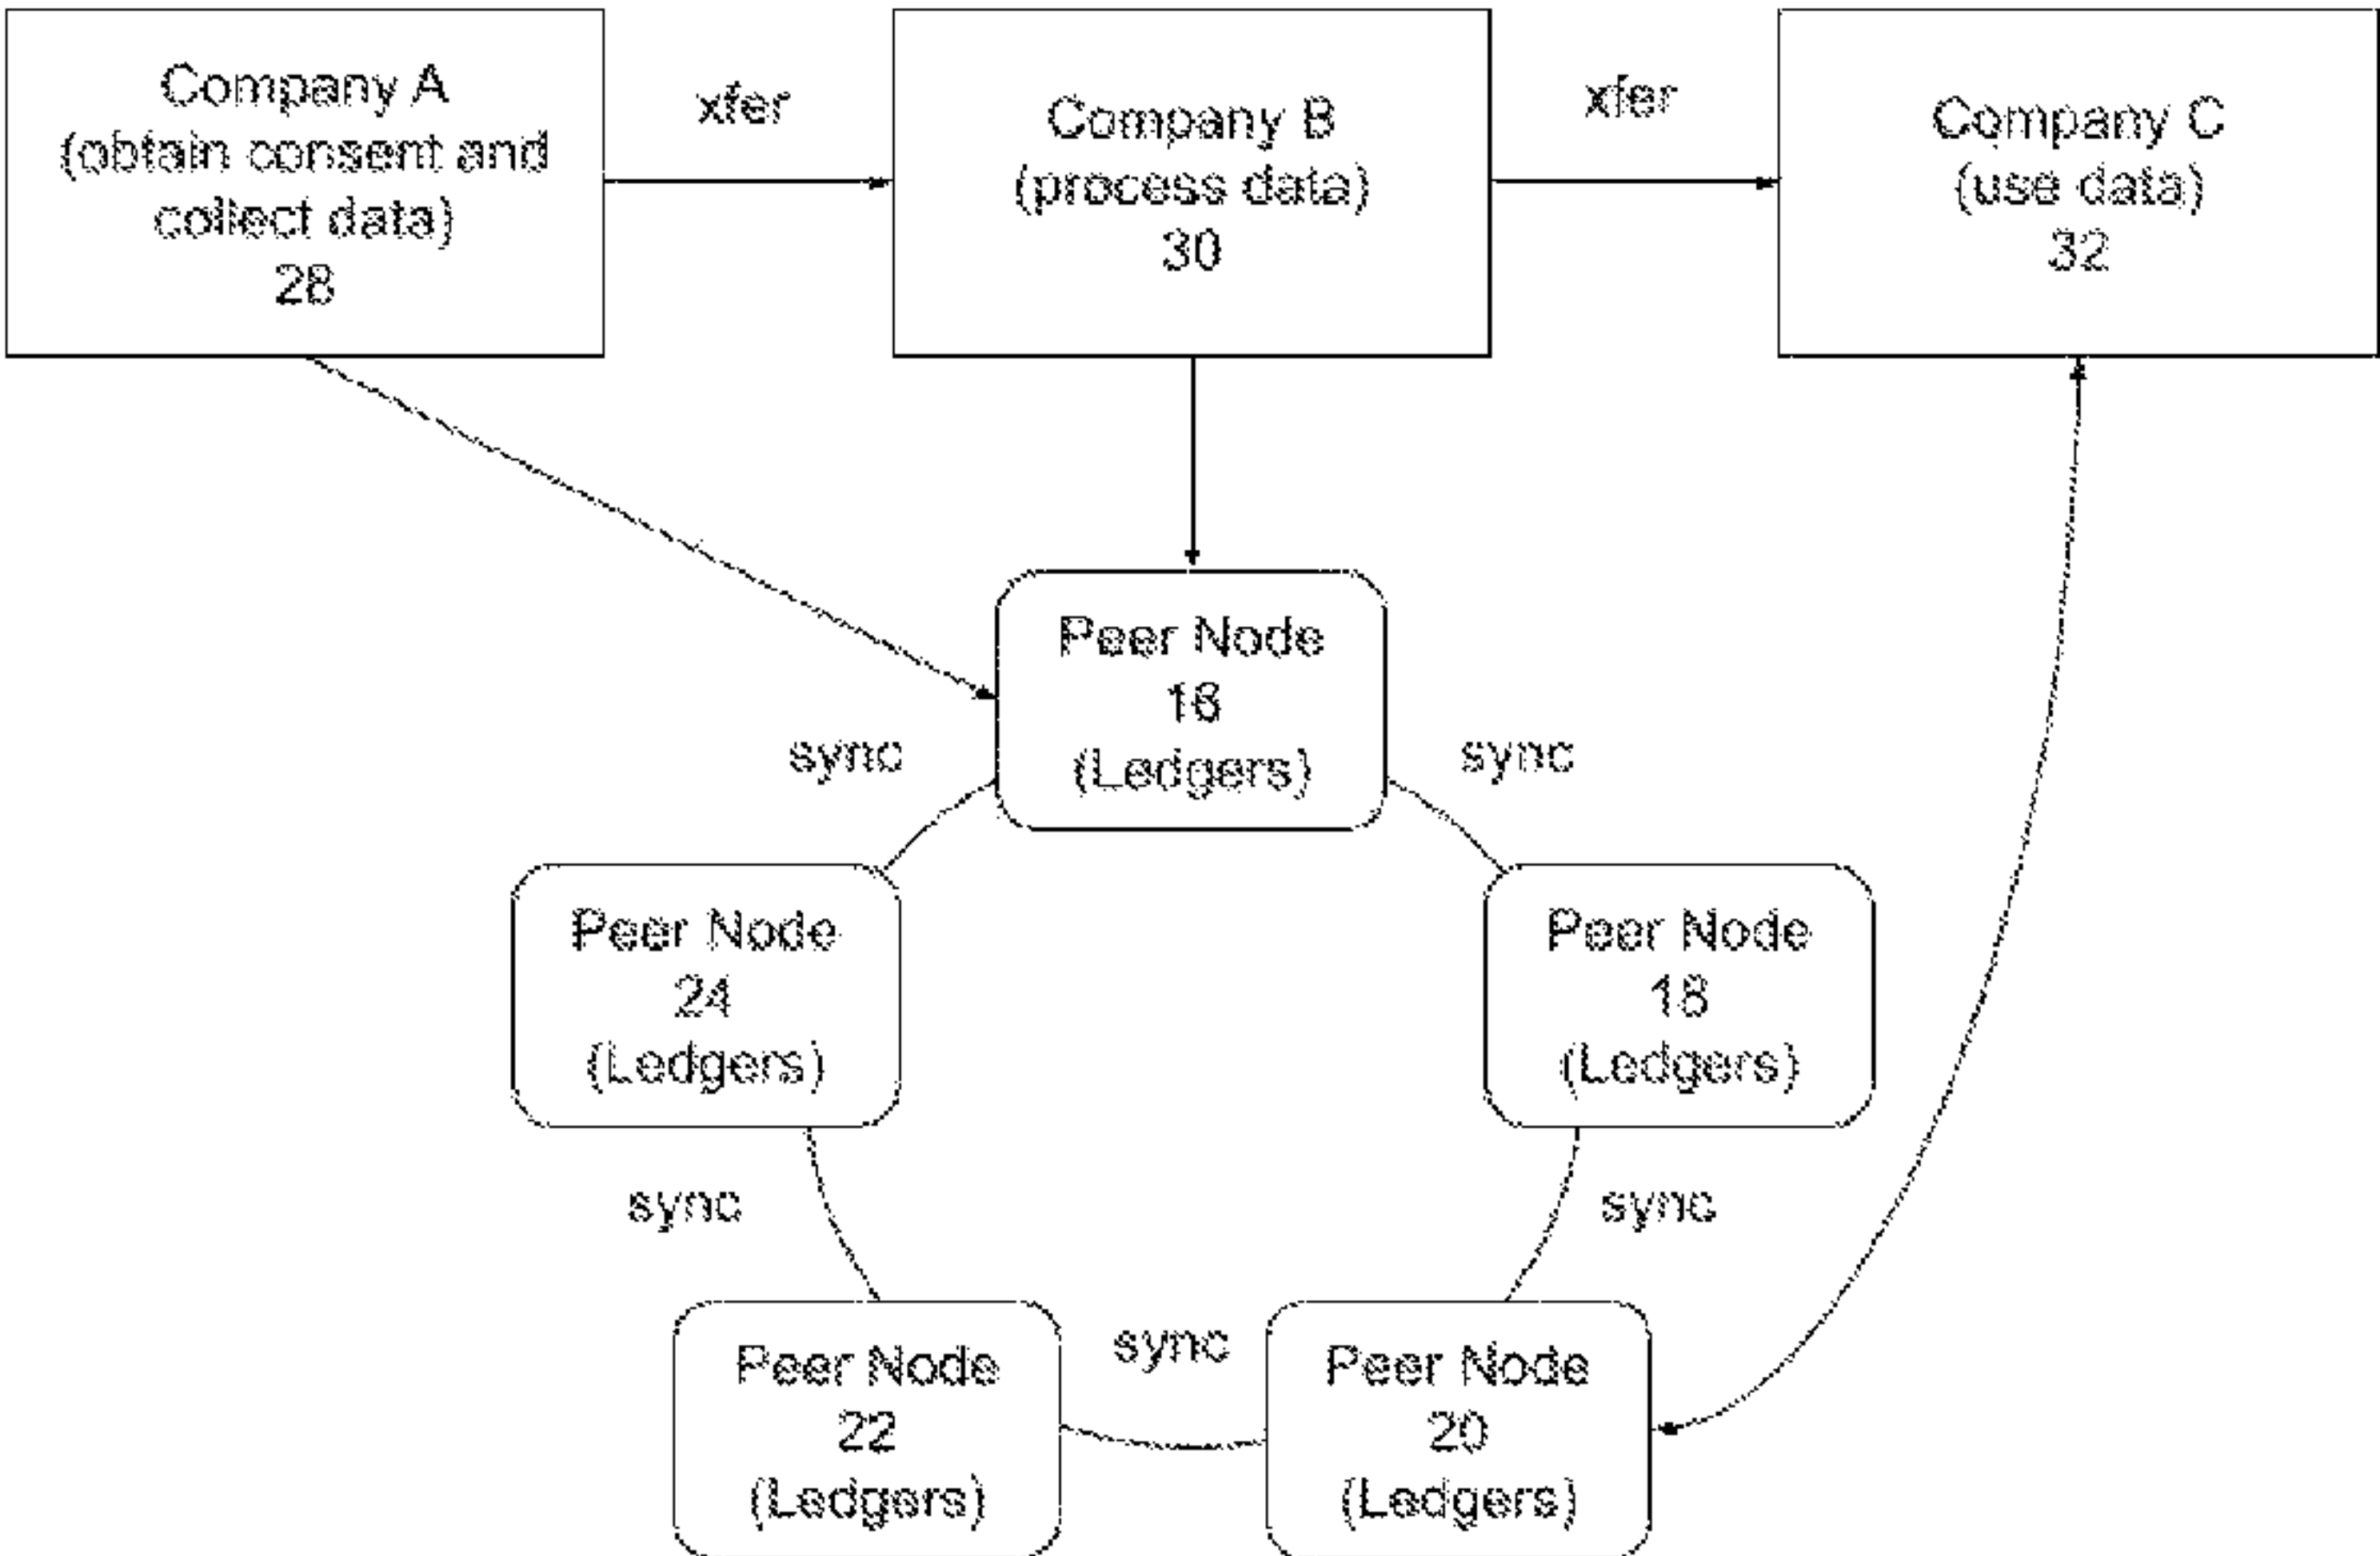 Company A
(obtain consent and
collect data)
28
xfer
Company B
(process data)
30
xfer
Company C
(use data)
32
Peer Node
16
(Ledgers)
sync
sync
Peer Node
24
(Ledgers)
Peer Node
18
(Ledgers)
sync
sync
Peer Node
22
(Ledgers)
sync
Peer Node
20
(Ledgers)